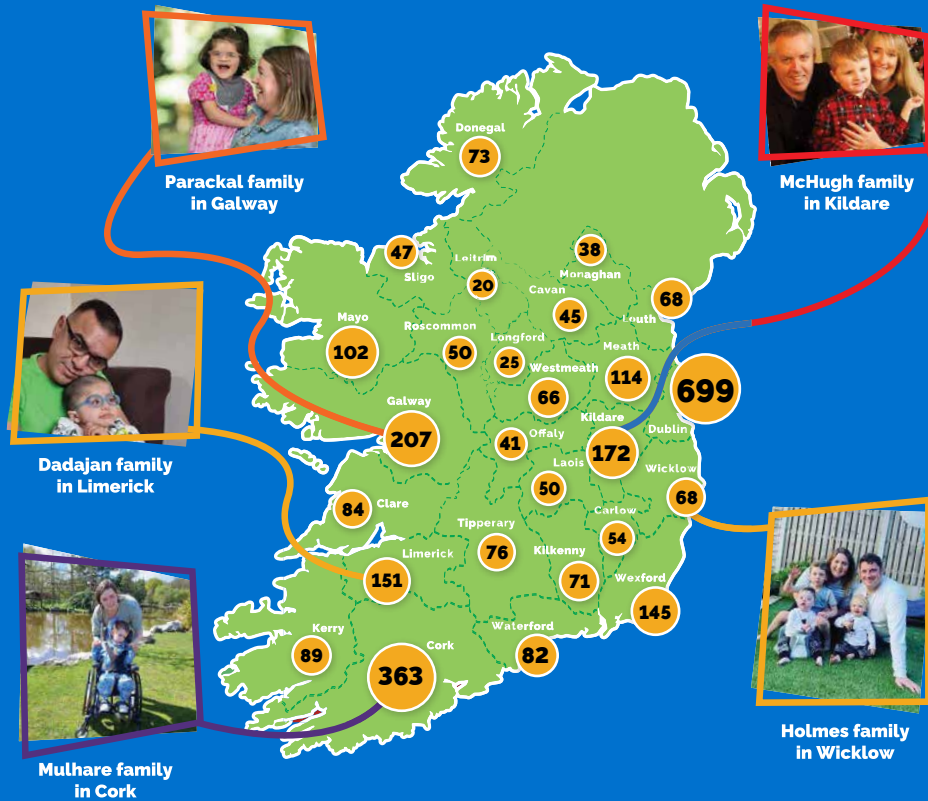 Parackal family
in Galway
McHugh family
in Kildare
Donegal
73
47
Sligo
Leitrim
20
38
Monaghan
Cavan
45
68
Louth
Mayo
102
Roscommon
50
Longford
25
Meath
114
Westmeath
66
699
Dublin
Galway
207
Kildare
172
41
Offaly
Laois
50
Wicklow
68
Dadajan family
in Limerick
84
Clare
Carlow
54
Tipperary
76
Limerick
151
Kilkenny
71
Wexford
145
Kerry
89
Cork
363
Waterford
82
Holmes family
in Wicklow
Mulhare family
in Cork